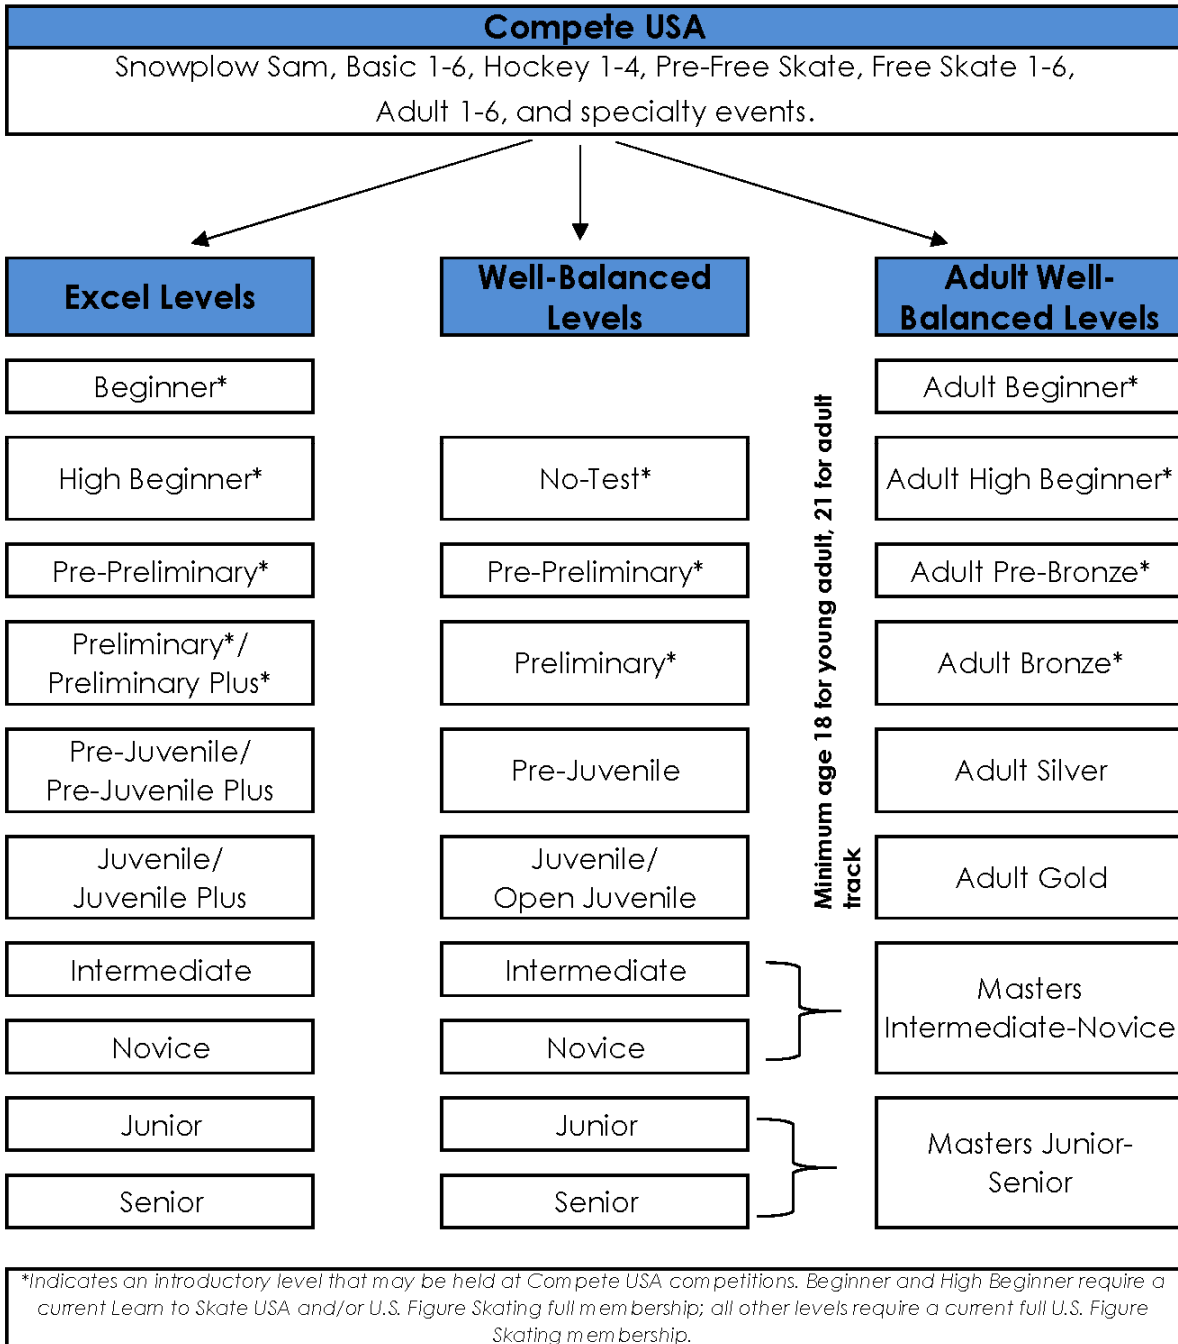 Compete USA
Snowplow Sam, Basic 1-6, Hockey 1-4, Pre-Free Skate, Free Skate 1-6,
Adult 1-6, and specialty events.
Excel Levels
Beginner*
High Beginner*
Pre-Preliminary*
Preliminary*/
Preliminary Plus*
Pre-Juvenile/
Pre-Juvenile Plus
Juvenile/
Juvenile Plus
Intermediate
Novice
Junior
Senior
Well-Balanced
Levels
No-Test*
Pre-Preliminary*
Preliminary*
Pre-Juvenile
Juvenile/
Open Juvenile
Intermediate
Novice
Junior
Senior
Minimum age 18 for young adult, 21 for adult
track
Adult Well-
Balanced Levels
Adult Beginner*
Adult High Beginner*
Adult Pre-Bronze*
Adult Bronze*
Adult Silver
Adult Gold
Masters
Intermediate-Novice
Masters Junior-
Senior
*Indicates an introductory level that may be held at Compete USA competitions. Beginner and High Beginner require a
current Learn to Skate USA and/or U.S. Figure Skating full membership; all other levels require a current full U.S. Figure
Skating membership.